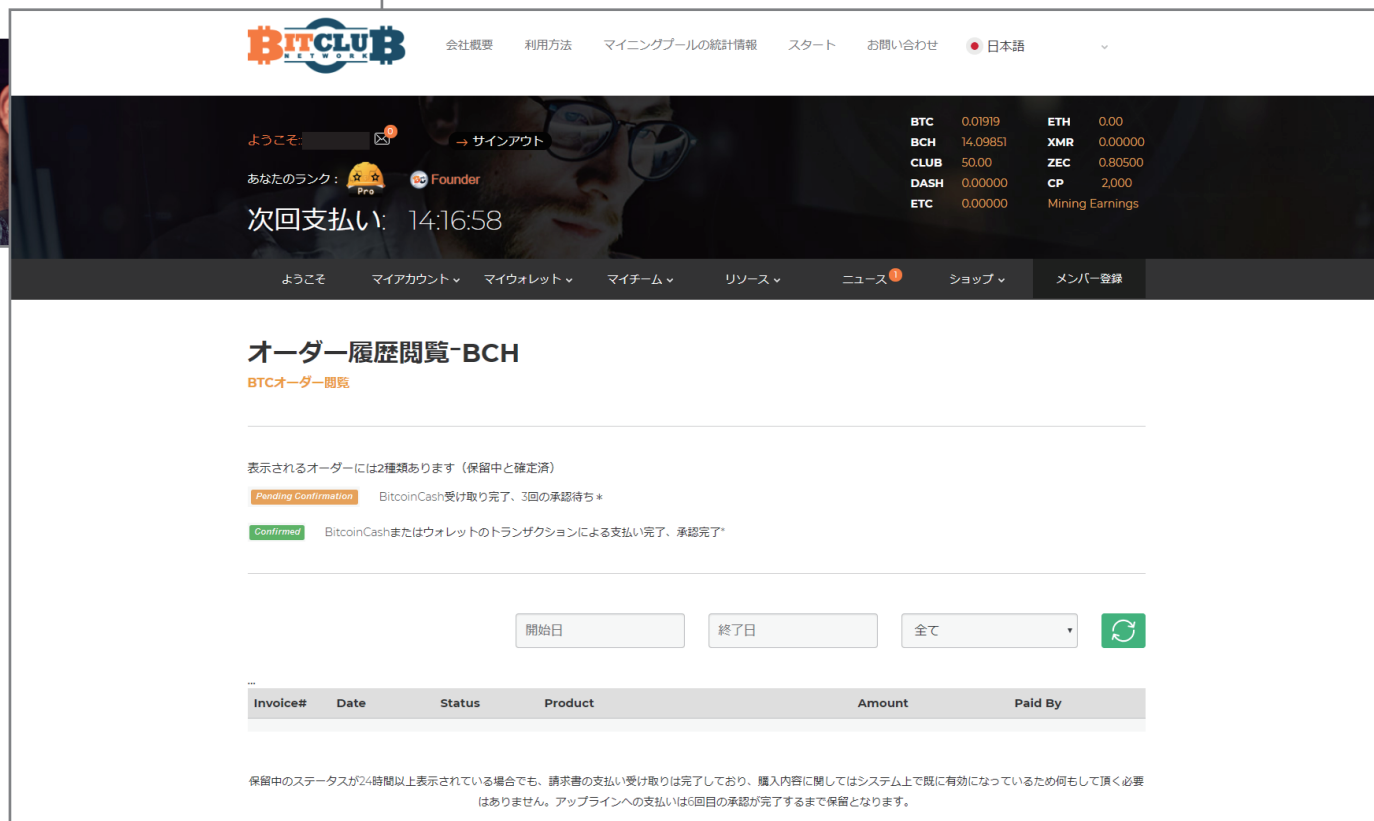 BITCLUB
NETWORK
会社概要 利用方法 マイニングプールの統計情報 スタート お問い合わせ 日本語
ようこそ: 0 → サインアウト
あなたのランク： Pro BC Founder
次回支払い: 14:16:58
BTC 0.01919 ETH 0.00
BCH 14.09851 XMR 0.00000
CLUB 50.00 ZEC 0.80500
DASH 0.00000 CP 2,000
ETC 0.00000 Mining Earnings
ようこそ マイアカウント マイウォレット マイチーム リソース ニュース 1 ショップ メンバー登録
オーダー履歴閲覧-BCH
BTCオーダー閲覧
表示されるオーダーには2種類あります（保留中と確定済）
Pending Confirmation BitcoinCash受け取り完了、3回の承認待ち＊
Confirmed BitcoinCashまたはウォレットのトランザクションによる支払い完了、承認完了*
開始日 終了日 全て
...
Invoice# Date Status Product Amount Paid By
保留中のステータスが24時間以上表示されている場合でも、請求書の支払い受け取りは完了しており、購入内容に関してはシステム上で既に有効になっているため何もして頂く必要
はありません。アップラインへの支払いは6回目の承認が完了するまで保留となります。